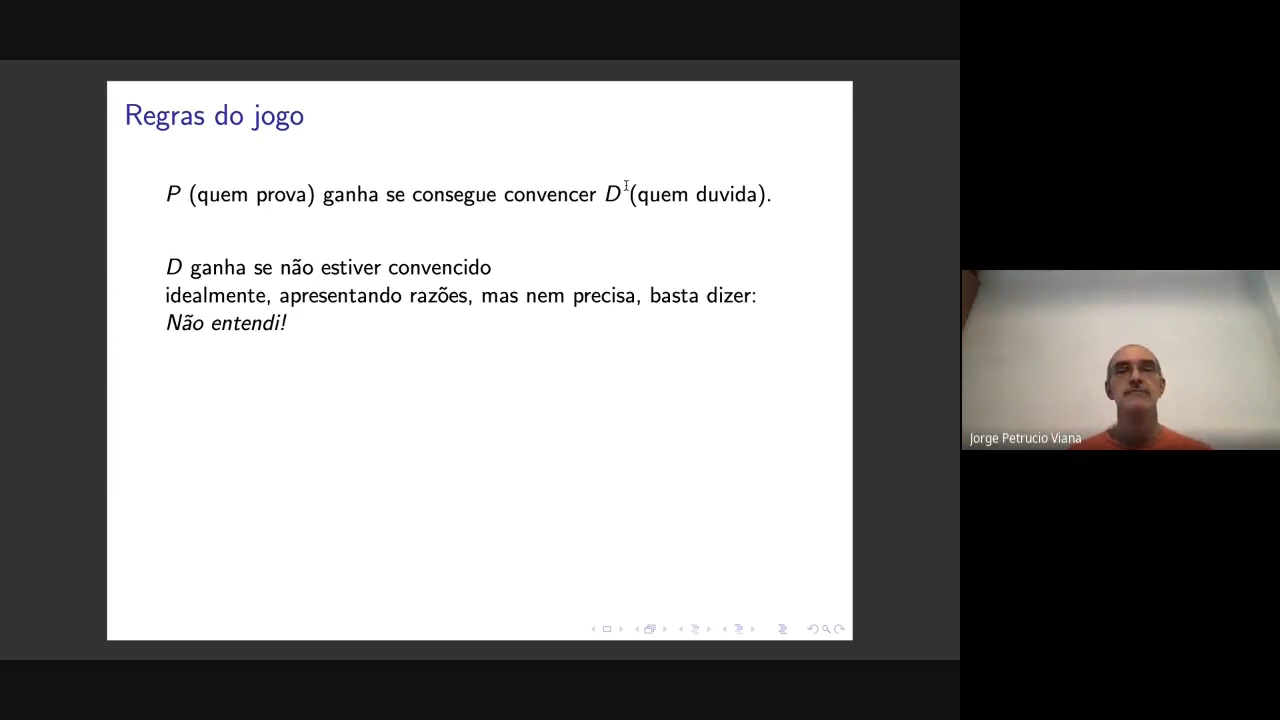 Regras do jogo
P (quem prova) ganha se consegue convencer D (quem duvida).
D ganha se não estiver convencido
idealmente, apresentando razões, mas nem precisa, basta dizer:
Não entendi!
Jorge Petrucio Viana